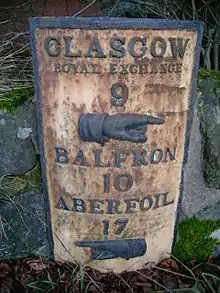 GLASGOW
ROYAL EXCHANGE
9
BALFRON
10
ABERFOIL
17